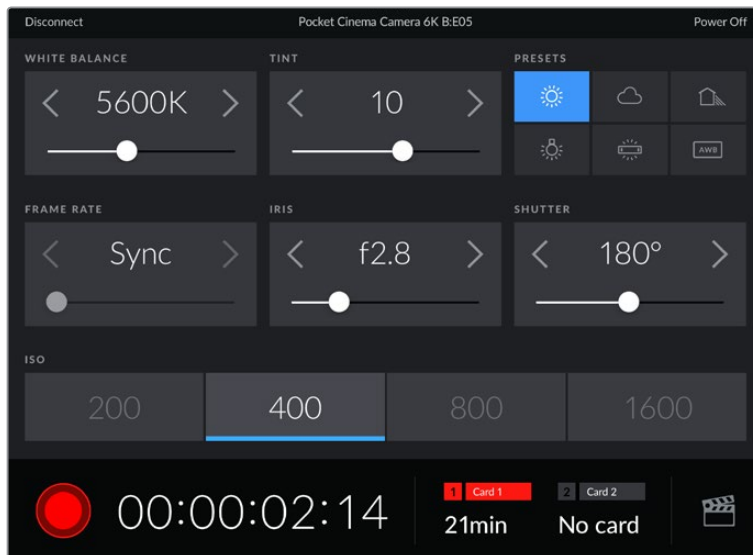 Disconnect Pocket Cinema Camera 6K B:E05 Power Off
WHITE BALANCE TINT PRESETS
5600K 10
AWB
FRAME RATE IRIS SHUTTER
Sync f2.8 180°
ISO
200 400 800 1600
1 Card 1 2 Card 2
00:00:02:14 21min No card